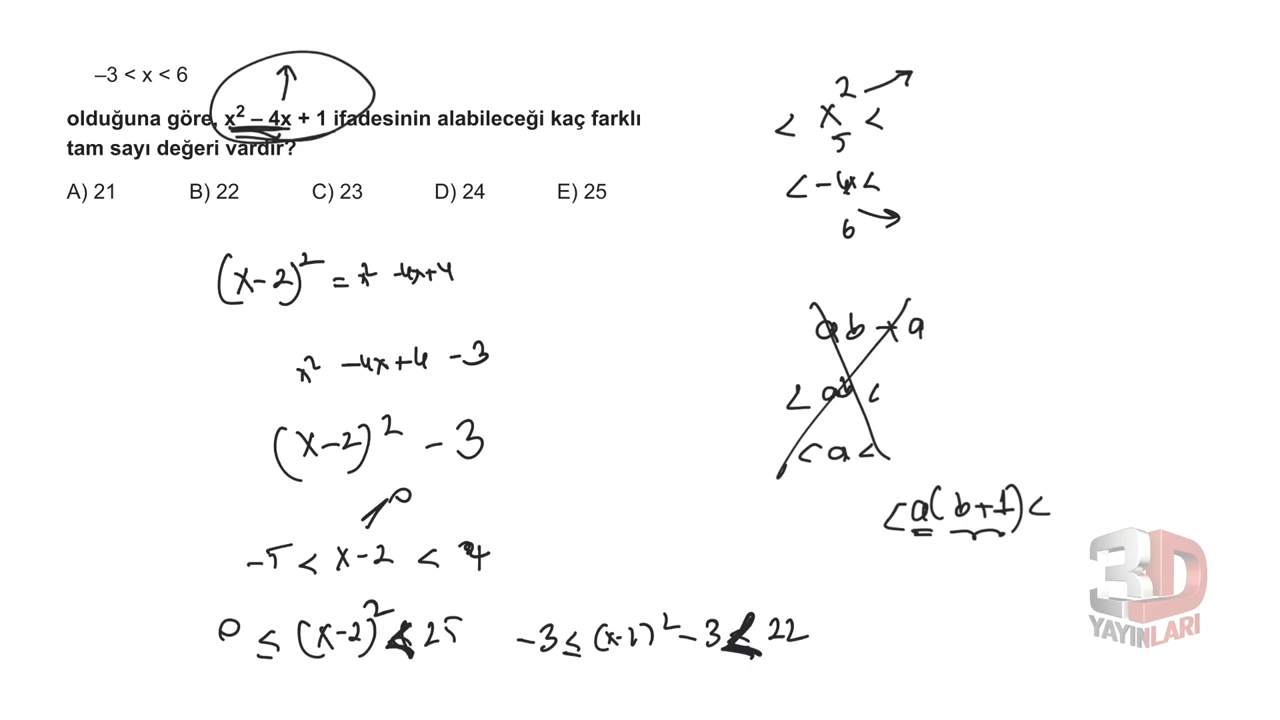 –3 < x < 6
olduğuna göre, x² – 4x + 1 ifadesinin alabileceği kaç farklı
tam sayı değeri vardır?
A) 21 B) 22 C) 23 D) 24 E) 25
(x-2)² = x² -4x+4
x² -4x+4 -3
(x-2)² - 3
0
-5 < x-2 < 4
0 ≤ (x-2)² < 25
-3 ≤ (x-2)² - 3 < 22
< x² <
5
< -4x <
6
ab + a
< ab <
< a <
< a(b+1) <
3D
YAYINLARI